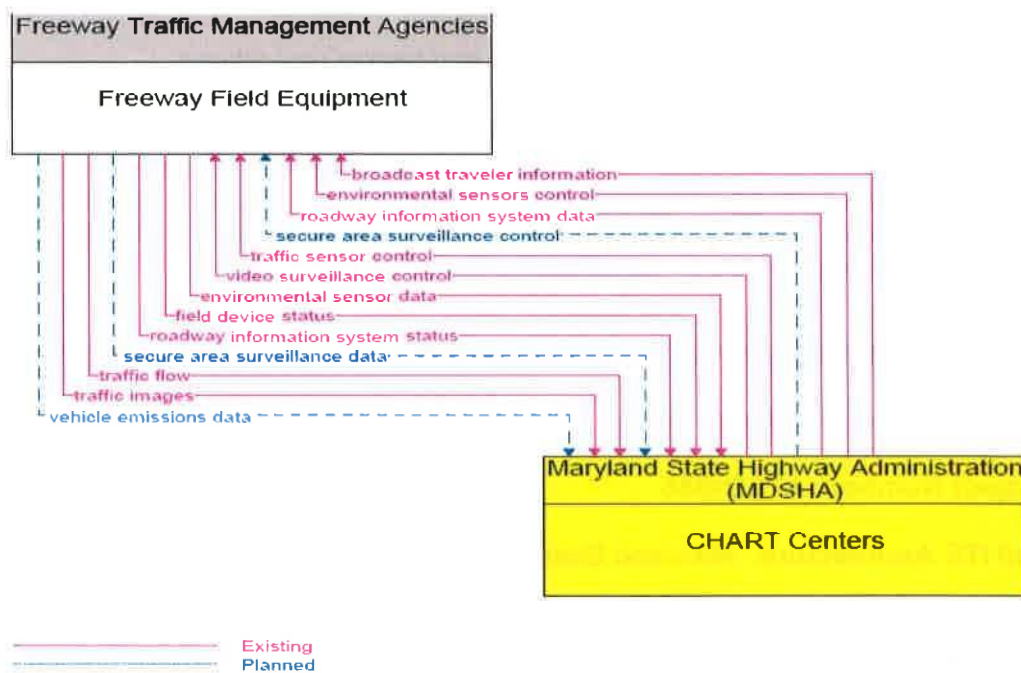 Freeway Traffic Management Agencies
Freeway Field Equipment
broadcast traveler information
environmental sensors control
roadway information system data
secure area surveillance control
traffic sensor control
video surveillance control
environmental sensor data
field device status
roadway information system status
secure area surveillance data
traffic flow
traffic images
vehicle emissions data
Maryland State Highway Administration
(MDSHA)
CHART Centers
Existing
Planned